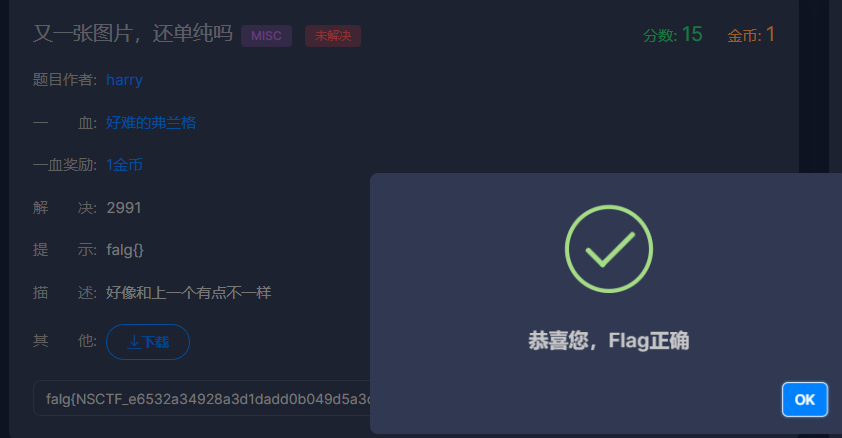 又一张图片，还单纯吗 MISC 未解决 分数: 15 金币: 1
题目作者: harry
一 血: 好难的弗兰格
一血奖励: 1金币
解 决: 2991
提 示: falg{}
描 述: 好像和上一个有点不一样
其 他: 下载
恭喜您，Flag正确
OK
falg{NSCTF_e6532a34928a3d1dadd0b049d5a3c